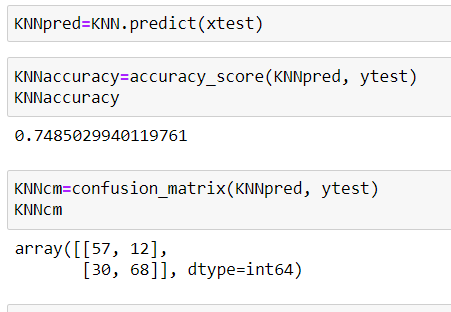 KNNpred=KNN.predict(xtest)
KNNaccuracy=accuracy_score(KNNpred, ytest)
KNNaccuracy
0.7485029940119761
KNNcm=confusion_matrix(KNNpred, ytest)
KNNcm
array([[57, 12],
       [30, 68]], dtype=int64)